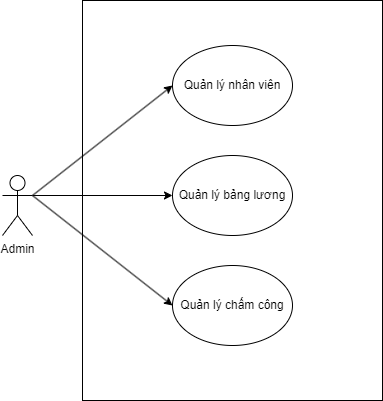 Quản lý nhân viên
Quản lý bảng lương
Admin
Quản lý chấm công